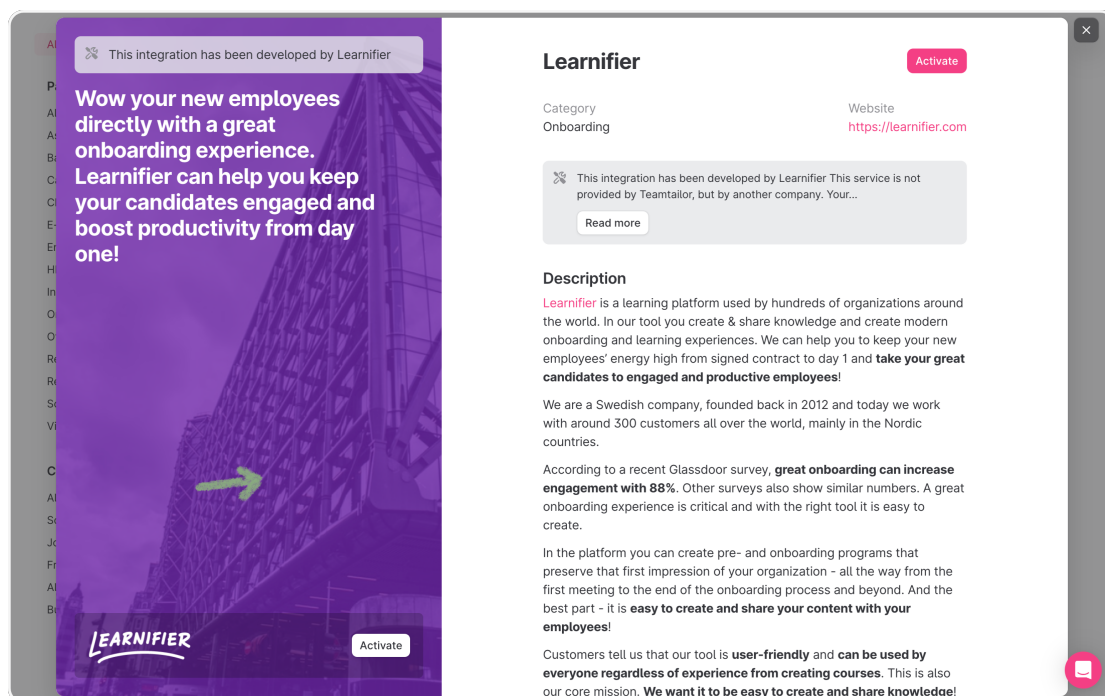 This integration has been developed by Learnifier
Wow your new employees
directly with a great
onboarding experience.
Learnifier can help you keep
your candidates engaged and
boost productivity from day
one!
LEARNIFIER
Activate
Learnifier
Activate
Category
Website
Onboarding
https://learnifier.com
This integration has been developed by Learnifier This service is not
provided by Teamtailor, but by another company. Your...
Read more
Description
Learnifier is a learning platform used by hundreds of organizations around
the world. In our tool you create & share knowledge and create modern
onboarding and learning experiences. We can help you to keep your new
employees’ energy high from signed contract to day 1 and take your great
candidates to engaged and productive employees!
We are a Swedish company, founded back in 2012 and today we work
with around 300 customers all over the world, mainly in the Nordic
countries.
According to a recent Glassdoor survey, great onboarding can increase
engagement with 88%. Other surveys also show similar numbers. A great
onboarding experience is critical and with the right tool it is easy to
create.
In the platform you can create pre- and onboarding programs that
preserve that first impression of your organization - all the way from the
first meeting to the end of the onboarding process and beyond. And the
best part - it is easy to create and share your content with your
employees!
Customers tell us that our tool is user-friendly and can be used by
everyone regardless of experience from creating courses. This is also
our core mission. We want it to be easy to create and share knowledge!